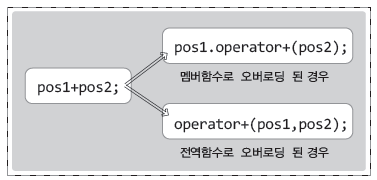 pos1.operator+(pos2);
멤버함수로 오버로딩 된 경우
pos1+pos2;
operator+(pos1,pos2);
전역함수로 오버로딩 된 경우